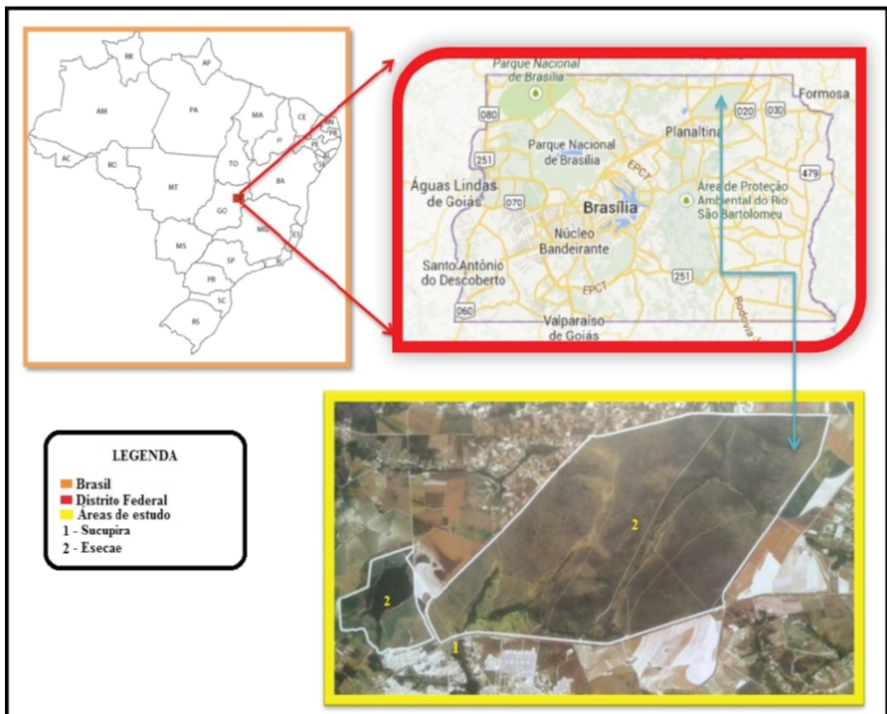 RR
AP
AM
PA
MA
CE
RN
PB
PI
PE
AL
SE
AC
RO
TO
BA
MT
GO
MG
ES
MS
SP
RJ
PR
SC
RS
Parque Nacional
de Brasília
Formosa
080
020
030
Planaltina
Parque Nacional
de Brasília
251
EPCT
479
Águas Lindas
de Goiás
070
Área de Proteção
Ambiental do Rio
São Bartolomeu
Brasília
Núcleo
Bandeirante
Santo Antônio
do Descoberto
251
EPCT
060
Valparaíso
de Goiás
Rodovia
LEGENDA
Brasil
Distrito Federal
Áreas de estudo
1 - Sucupira
2 - Esecae
2
2
1